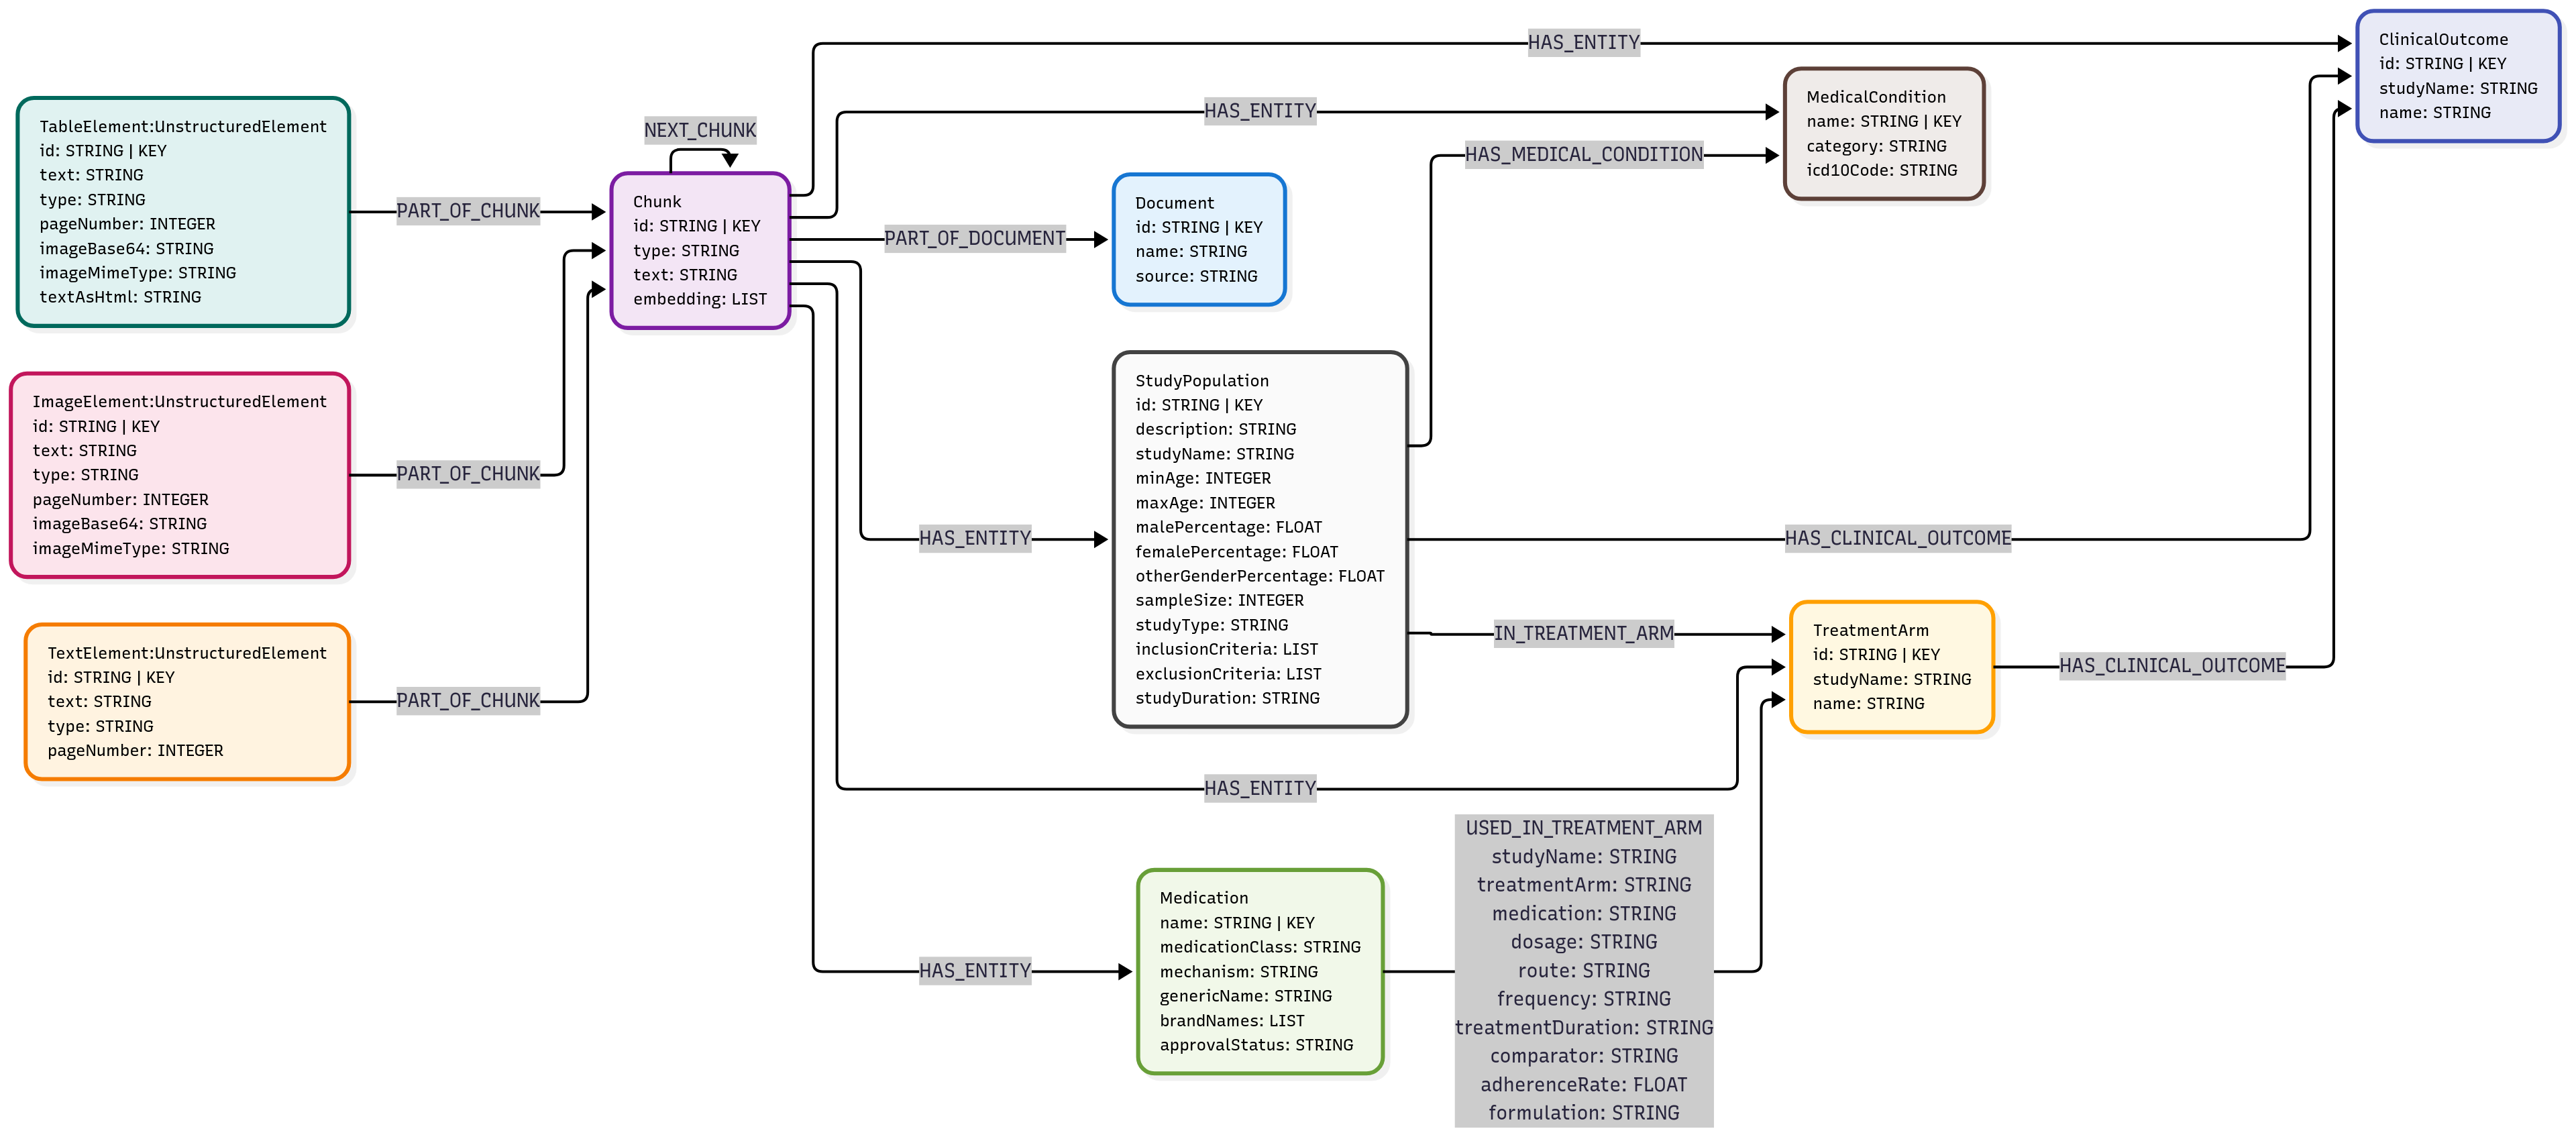 TableElement:UnstructuredElement
id: STRING | KEY
text: STRING
type: STRING
pageNumber: INTEGER
imageBase64: STRING
imageMimeType: STRING
textAsHtml: STRING
PART_OF_CHUNK
ImageElement:UnstructuredElement
id: STRING | KEY
text: STRING
type: STRING
pageNumber: INTEGER
imageBase64: STRING
imageMimeType: STRING
PART_OF_CHUNK
TextElement:UnstructuredElement
id: STRING | KEY
text: STRING
type: STRING
pageNumber: INTEGER
PART_OF_CHUNK
NEXT_CHUNK
Chunk
id: STRING | KEY
type: STRING
text: STRING
embedding: LIST
HAS_ENTITY
HAS_ENTITY
PART_OF_DOCUMENT
HAS_ENTITY
HAS_ENTITY
HAS_ENTITY
Document
id: STRING | KEY
name: STRING
source: STRING
StudyPopulation
id: STRING | KEY
description: STRING
studyName: STRING
minAge: INTEGER
maxAge: INTEGER
malePercentage: FLOAT
femalePercentage: FLOAT
otherGenderPercentage: FLOAT
sampleSize: INTEGER
studyType: STRING
inclusionCriteria: LIST
exclusionCriteria: LIST
studyDuration: STRING
Medication
name: STRING | KEY
medicationClass: STRING
mechanism: STRING
genericName: STRING
brandNames: LIST
approvalStatus: STRING
HAS_MEDICAL_CONDITION
HAS_CLINICAL_OUTCOME
IN_TREATMENT_ARM
USED_IN_TREATMENT_ARM
studyName: STRING
treatmentArm: STRING
medication: STRING
dosage: STRING
route: STRING
frequency: STRING
treatmentDuration: STRING
comparator: STRING
adherenceRate: FLOAT
formulation: STRING
MedicalCondition
name: STRING | KEY
category: STRING
icd10Code: STRING
TreatmentArm
id: STRING | KEY
studyName: STRING
name: STRING
HAS_CLINICAL_OUTCOME
ClinicalOutcome
id: STRING | KEY
studyName: STRING
name: STRING